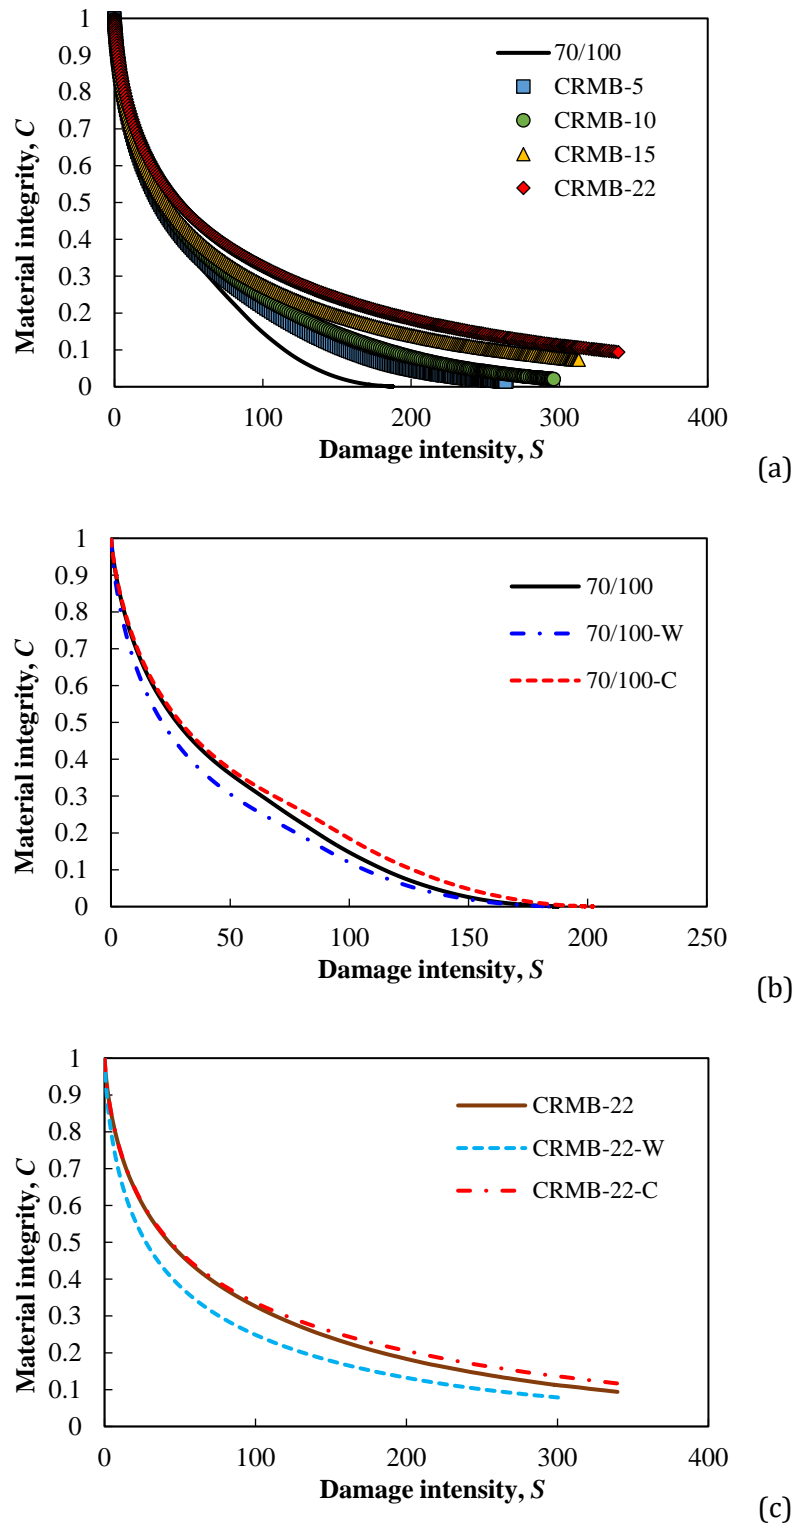 1
0.9
0.8
0.7
0.6
0.5
0.4
0.3
0.2
0.1
0
Material integrity, C
70/100
CRMB-5
CRMB-10
CRMB-15
CRMB-22
0 100 200 300 400
Damage intensity, S
(a)
1
0.9
0.8
0.7
0.6
0.5
0.4
0.3
0.2
0.1
0
Material integrity, C
70/100
70/100-W
70/100-C
0 50 100 150 200 250
Damage intensity, S
(b)
1
0.9
0.8
0.7
0.6
0.5
0.4
0.3
0.2
0.1
0
Material integrity, C
CRMB-22
CRMB-22-W
CRMB-22-C
0 100 200 300 400
Damage intensity, S
(c)